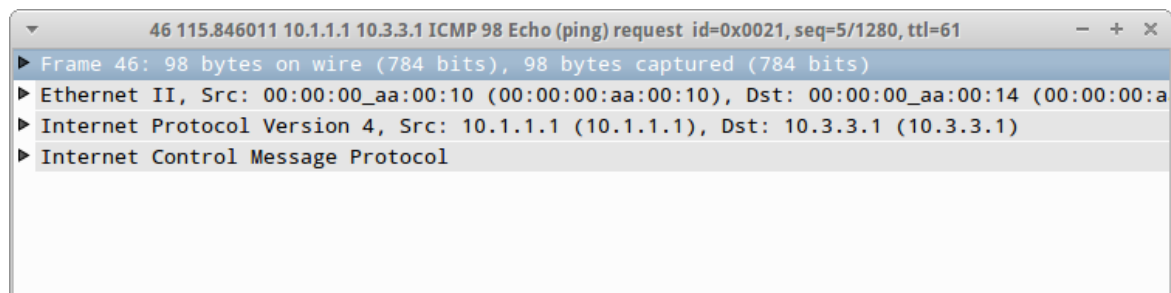 46 115.846011 10.1.1.1 10.3.3.1 ICMP 98 Echo (ping) request id=0x0021, seq=5/1280, ttl=61
Frame 46: 98 bytes on wire (784 bits), 98 bytes captured (784 bits)
Ethernet II, Src: 00:00:00_aa:00:10 (00:00:00:aa:00:10), Dst: 00:00:00_aa:00:14 (00:00:00:a
Internet Protocol Version 4, Src: 10.1.1.1 (10.1.1.1), Dst: 10.3.3.1 (10.3.3.1)
Internet Control Message Protocol